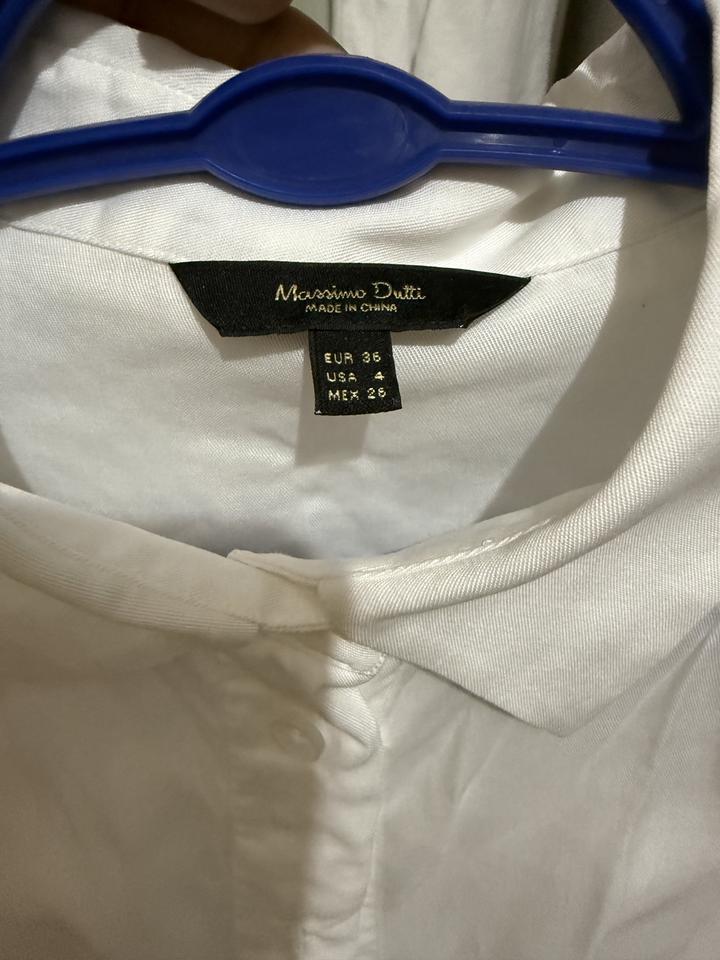 Massimo Dutti
MADE IN CHINA
EUR 36
USA 4
MEX 26